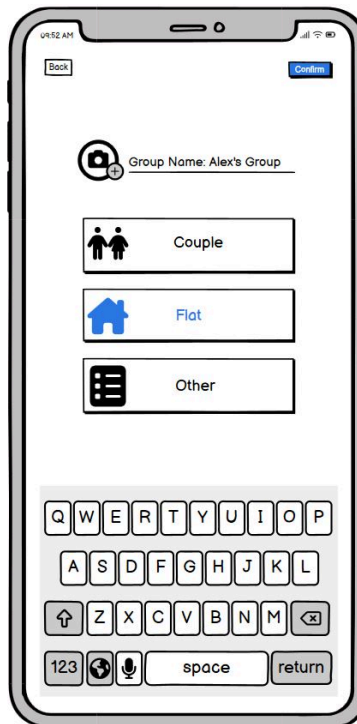 09:52 AM
Back
Confirm
Group Name: Alex's Group
Couple
Flat
Other
Q W E R T Y U I O P
A S D F G H J K L
Z X C V B N M
123 space return